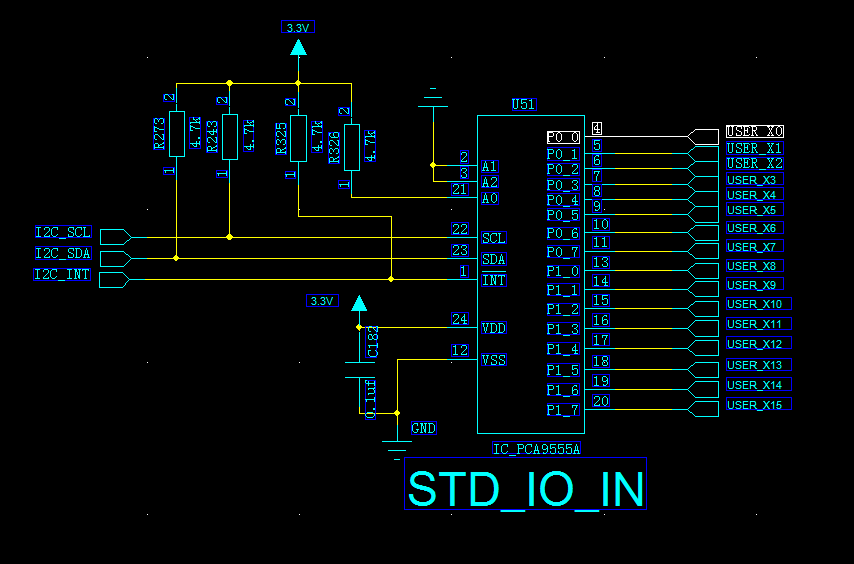 3.3V
U51
R273 4.7k 2 1
R243 4.7k 2 1
R325 4.7k 2 1
R326 4.7k 2 1
2 A1
3 A2
21 A0
I2C_SCL 22 SCL
I2C_SDA 23 SDA
I2C_INT 1 INT
3.3V
24 VDD
C182
0.1uf
12 VSS
GND
P0_0 4 USER_X0
P0_1 5 USER_X1
P0_2 6 USER_X2
P0_3 7 USER_X3
P0_4 8 USER_X4
P0_5 9 USER_X5
P0_6 10 USER_X6
P0_7 11 USER_X7
P1_0 13 USER_X8
P1_1 14 USER_X9
P1_2 15 USER_X10
P1_3 16 USER_X11
P1_4 17 USER_X12
P1_5 18 USER_X13
P1_6 19 USER_X14
P1_7 20 USER_X15
IC_PCA9555A
STD_IO_IN